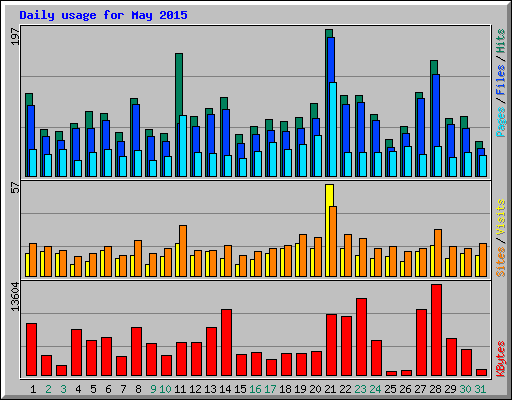 Daily usage for May 2015
197
Pages / Files / Hits
57
Sites / Visits
13604
KBytes
1 2 3 4 5 6 7 8 9 10 11 12 13 14 15 16 17 18 19 20 21 22 23 24 25 26 27 28 29 30 31